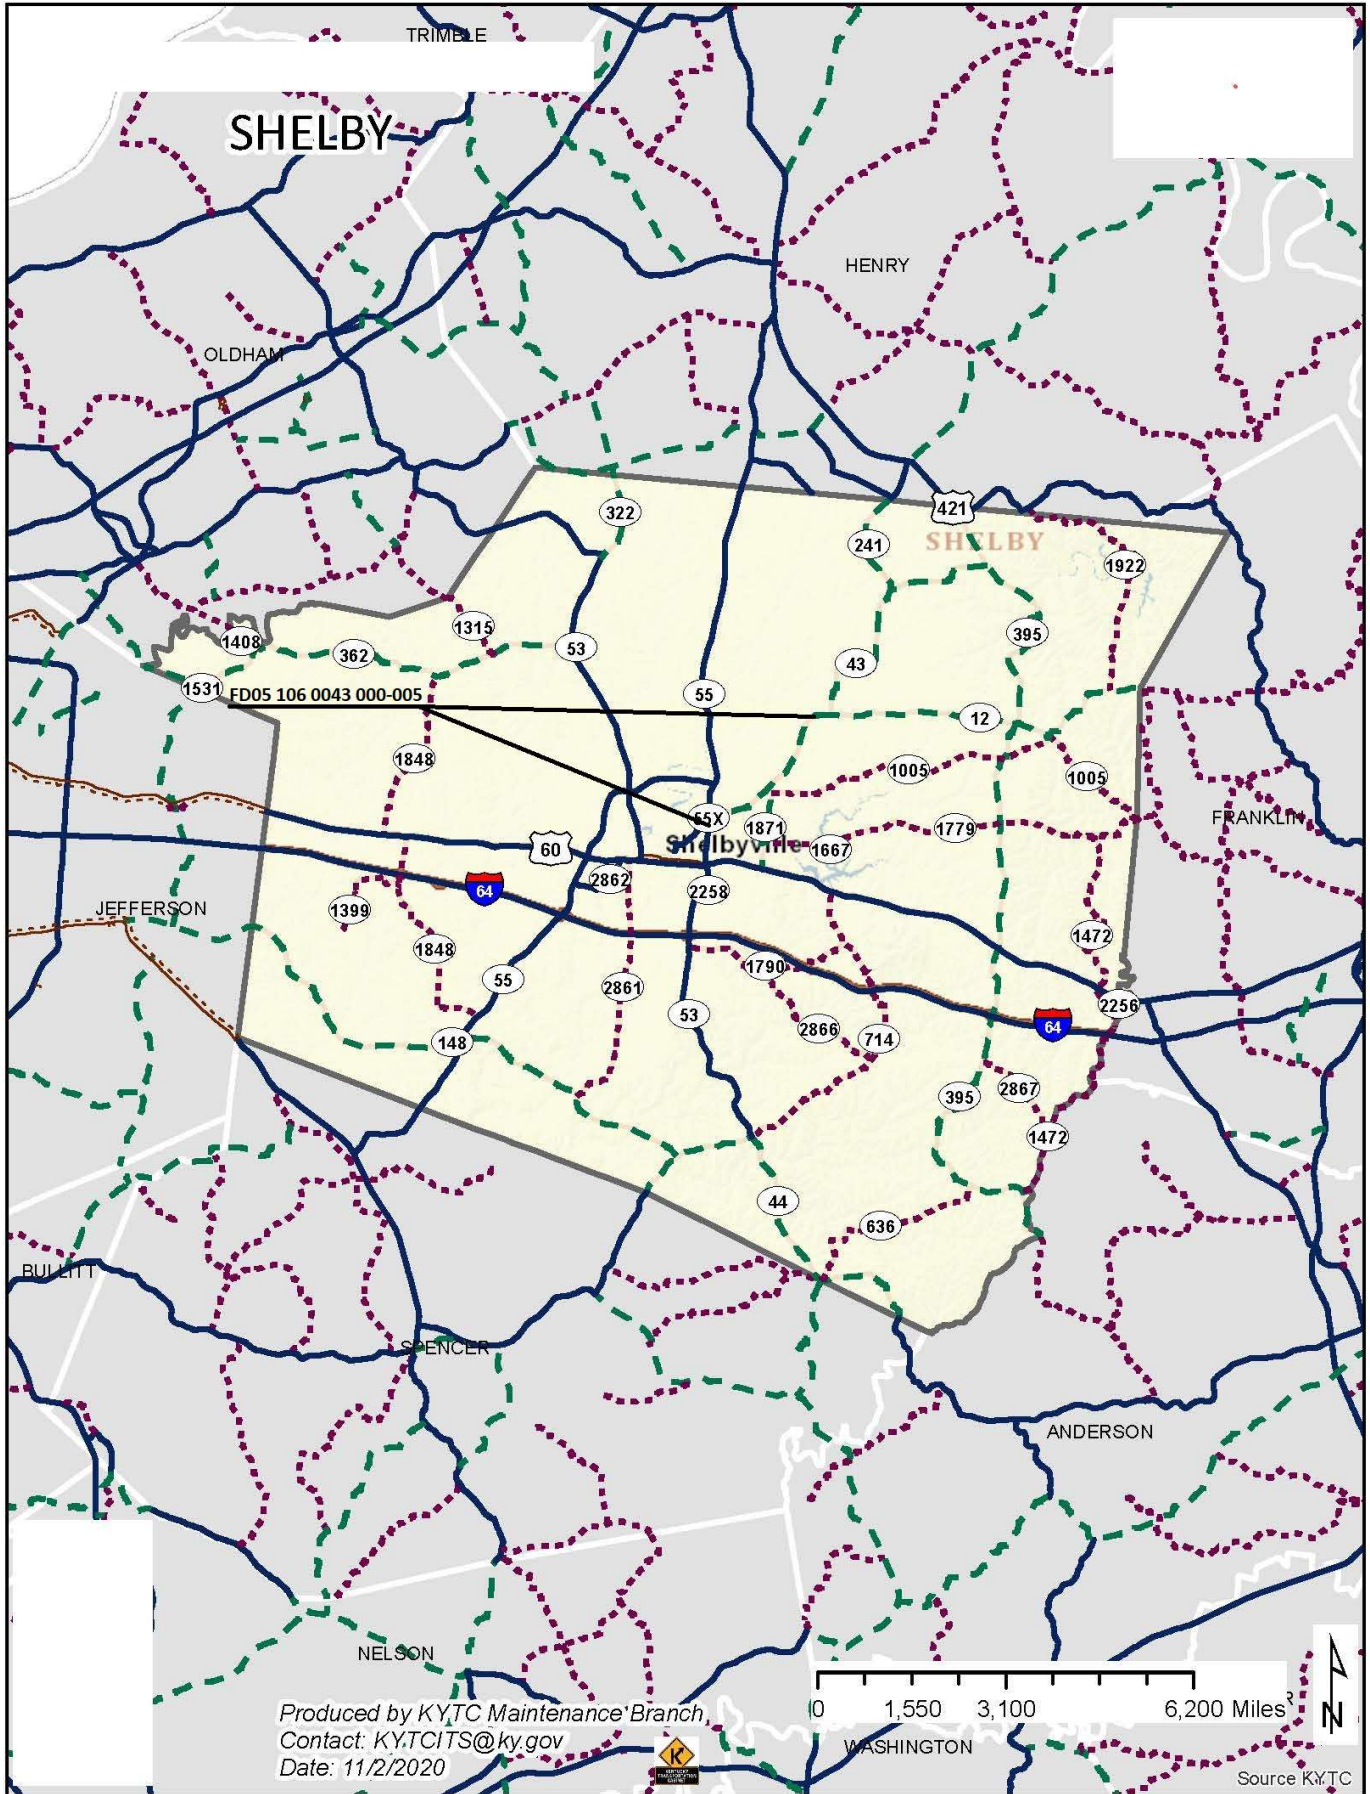 TRIMBLE
SHELBY
HENRY
OLDHAM
421
322
241
SHELBY
1922
1315
395
1408
53
362
43
1531
FD05 106 0043 000-005
55
12
1848
1005
1005
55X
1871
1779
FRANKLIN
Shelbyville
1667
60
2862
64
2258
JEFFERSON
1399
1472
1848
1790
55
2861
2256
53
2866
64
714
148
2867
395
1472
44
636
BULLITT
SPENCER
ANDERSON
NELSON
0 1,550 3,100 6,200 Miles
R
N
Produced by KYTC Maintenance Branch
Contact: KYTCITS@ky.gov
Date: 11/2/2020
WASHINGTON
KENTUCKY
TRANSPORTATION
CABINET
Source KYTC